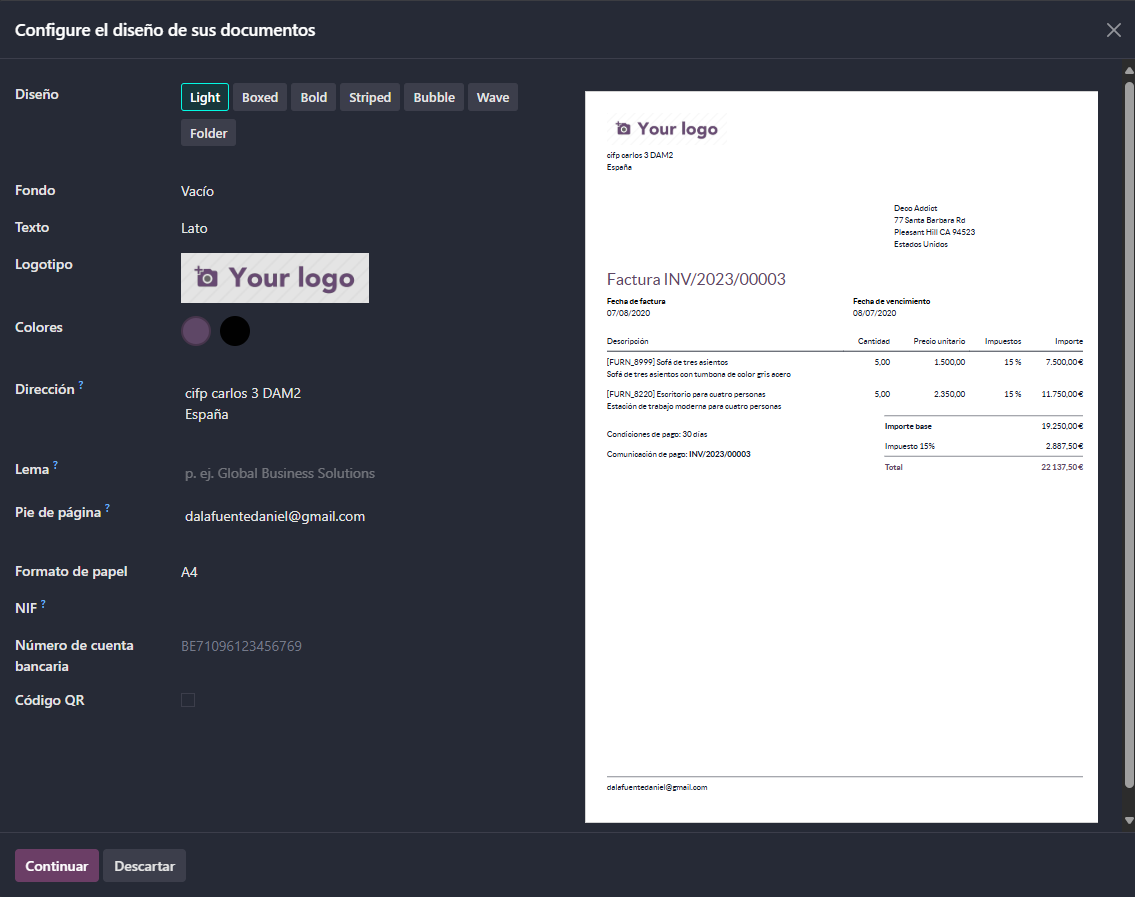 Configure el diseño de sus documentos
Diseño
Light Boxed Bold Striped Bubble Wave
Folder
Fondo Vacío
Texto Lato
Logotipo Your logo
Colores
Dirección ? cifp carlos 3 DAM2
España
Lema ? p. ej. Global Business Solutions
Pie de página ? dalafuentedaniel@gmail.com
Formato de papel A4
NIF ?
Número de cuenta bancaria BE71096123456769
Código QR
Your logo
cifp carlos 3 DAM2
España
Deco Addict
77 Santa Barbara Rd
Pleasant Hill CA 94523
Estados Unidos
Factura INV/2023/00003
Fecha de factura Fecha de vencimiento
07/08/2020 08/07/2020
Descripción Cantidad Precio unitario Impuestos Importe
[FURN_8999] Sofá de tres asientos 5,00 1.500,00 15 % 7.500,00 €
Sofá de tres asientos con tumbona de color gris acero
[FURN_8220] Escritorio para cuatro personas 5,00 2.350,00 15 % 11.750,00 €
Estación de trabajo moderna para cuatro personas
Importe base 19.250,00 €
Condiciones de pago: 30 días
Impuesto 15% 2.887,50 €
Comunicación de pago: INV/2023/00003
Total 22 137,50 €
dalafuentedaniel@gmail.com
Continuar Descartar